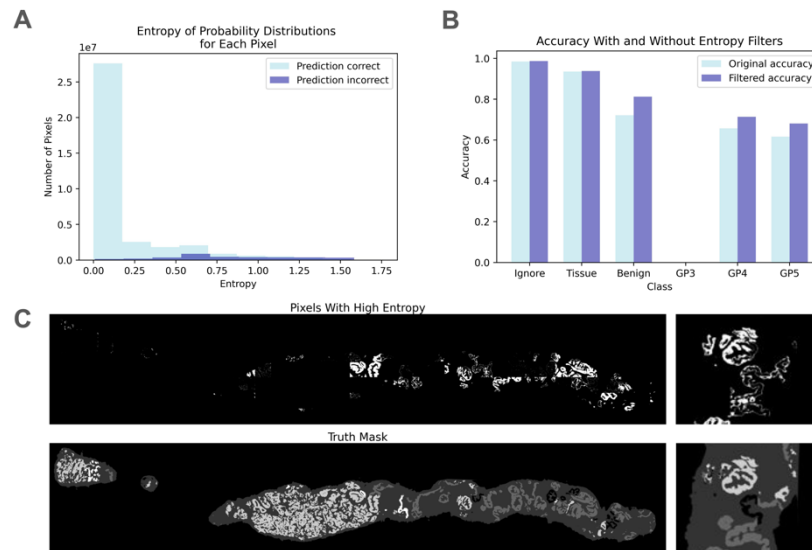 A
Entropy of Probability Distributions
for Each Pixel
1e7
Prediction correct
Prediction incorrect
Number of Pixels
2.5
2.0
1.5
1.0
0.5
0.0
0.00 0.25 0.50 0.75 1.00 1.25 1.50 1.75
Entropy
B
Accuracy With and Without Entropy Filters
Original accuracy
Filtered accuracy
Accuracy
1.0
0.8
0.6
0.4
0.2
0.0
Ignore Tissue Benign GP3 GP4 GP5
Class
C
Pixels With High Entropy
Truth Mask